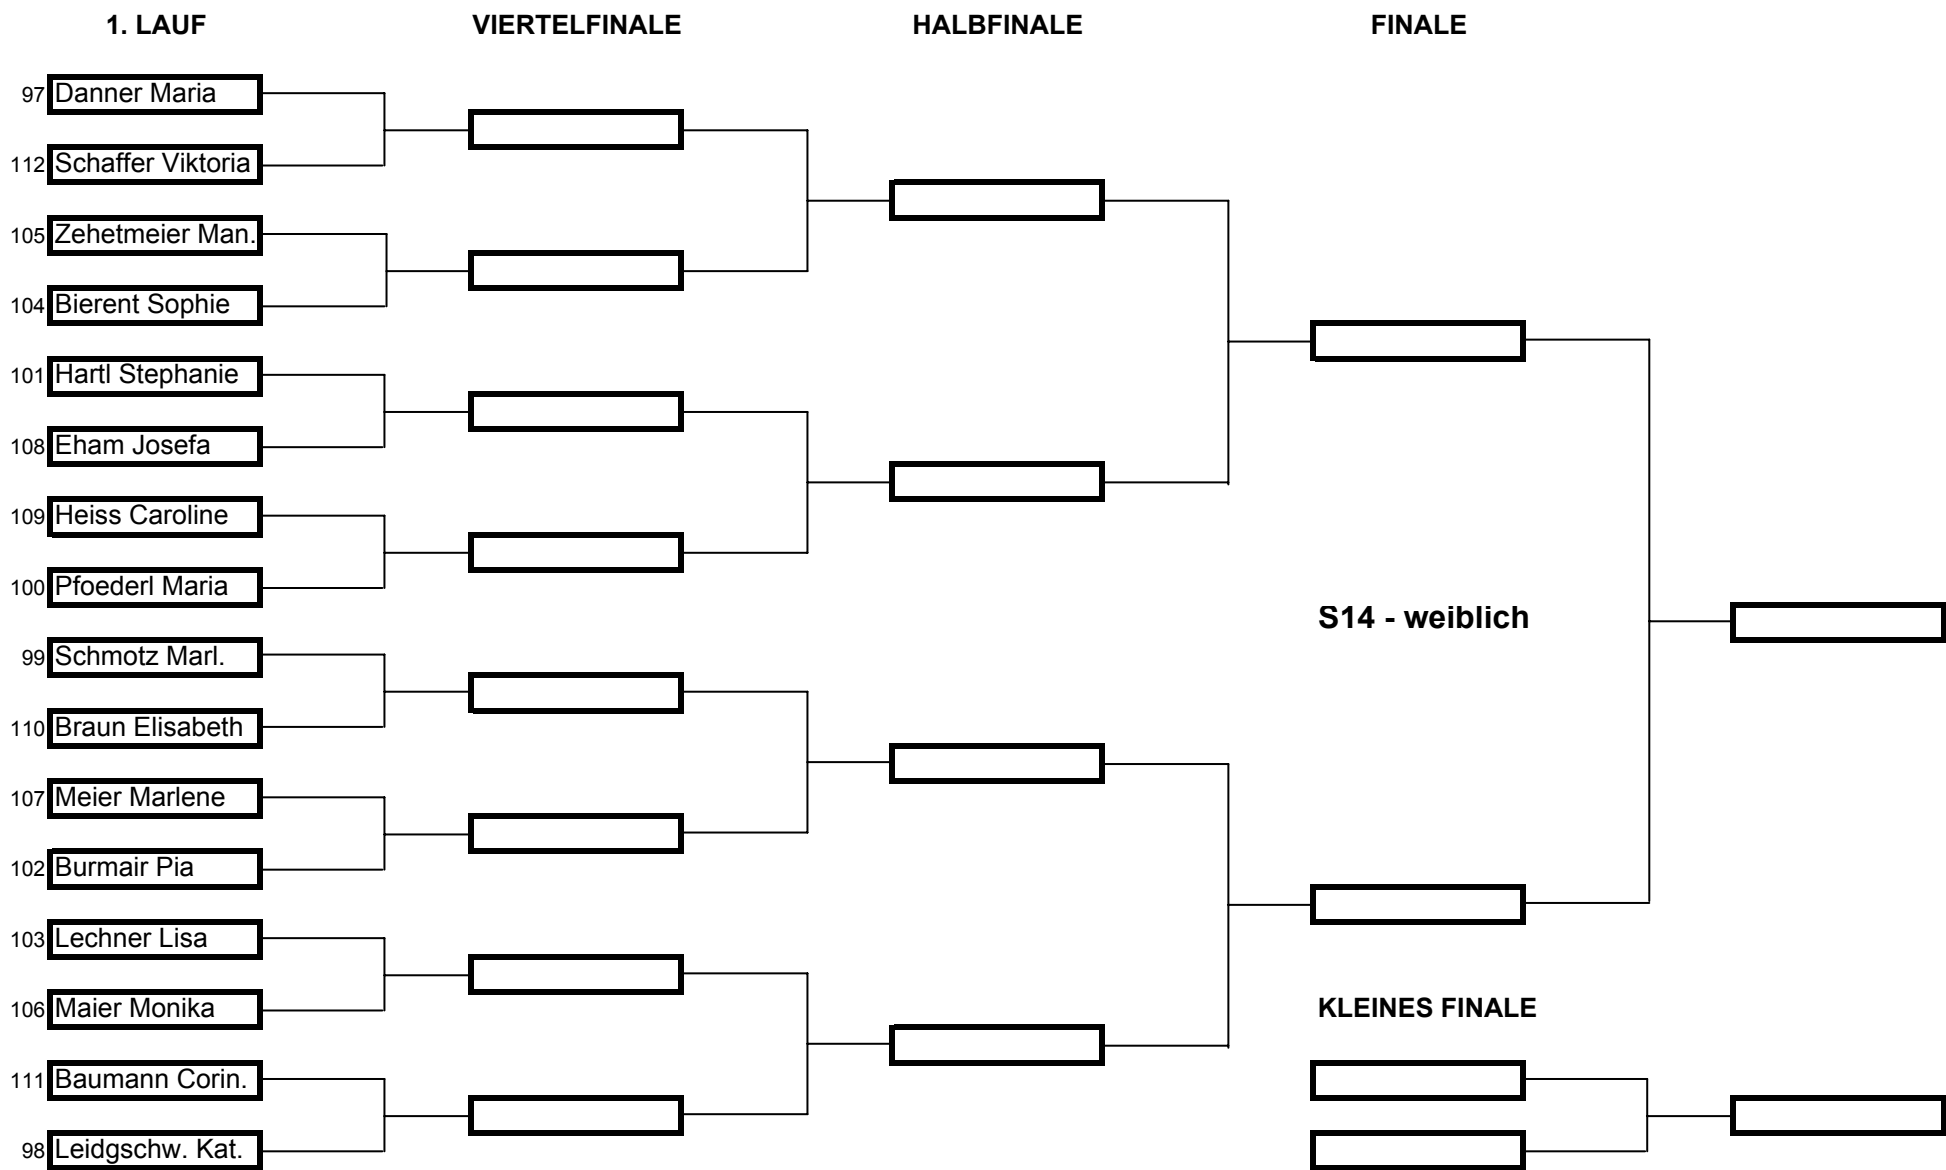 1. LAUF VIERTELFINALE HALBFINALE FINALE
97 Danner Maria
112 Schaffer Viktoria
105 Zehetmeier Man.
104 Bierent Sophie
101 Hartl Stephanie
108 Eham Josefa
109 Heiss Caroline
100 Pfoederl Maria
S14 - weiblich
99 Schmotz Marl.
110 Braun Elisabeth
107 Meier Marlene
102 Burmair Pia
103 Lechner Lisa
106 Maier Monika
KLEINES FINALE
111 Baumann Corin.
98 Leidgschw. Kat.